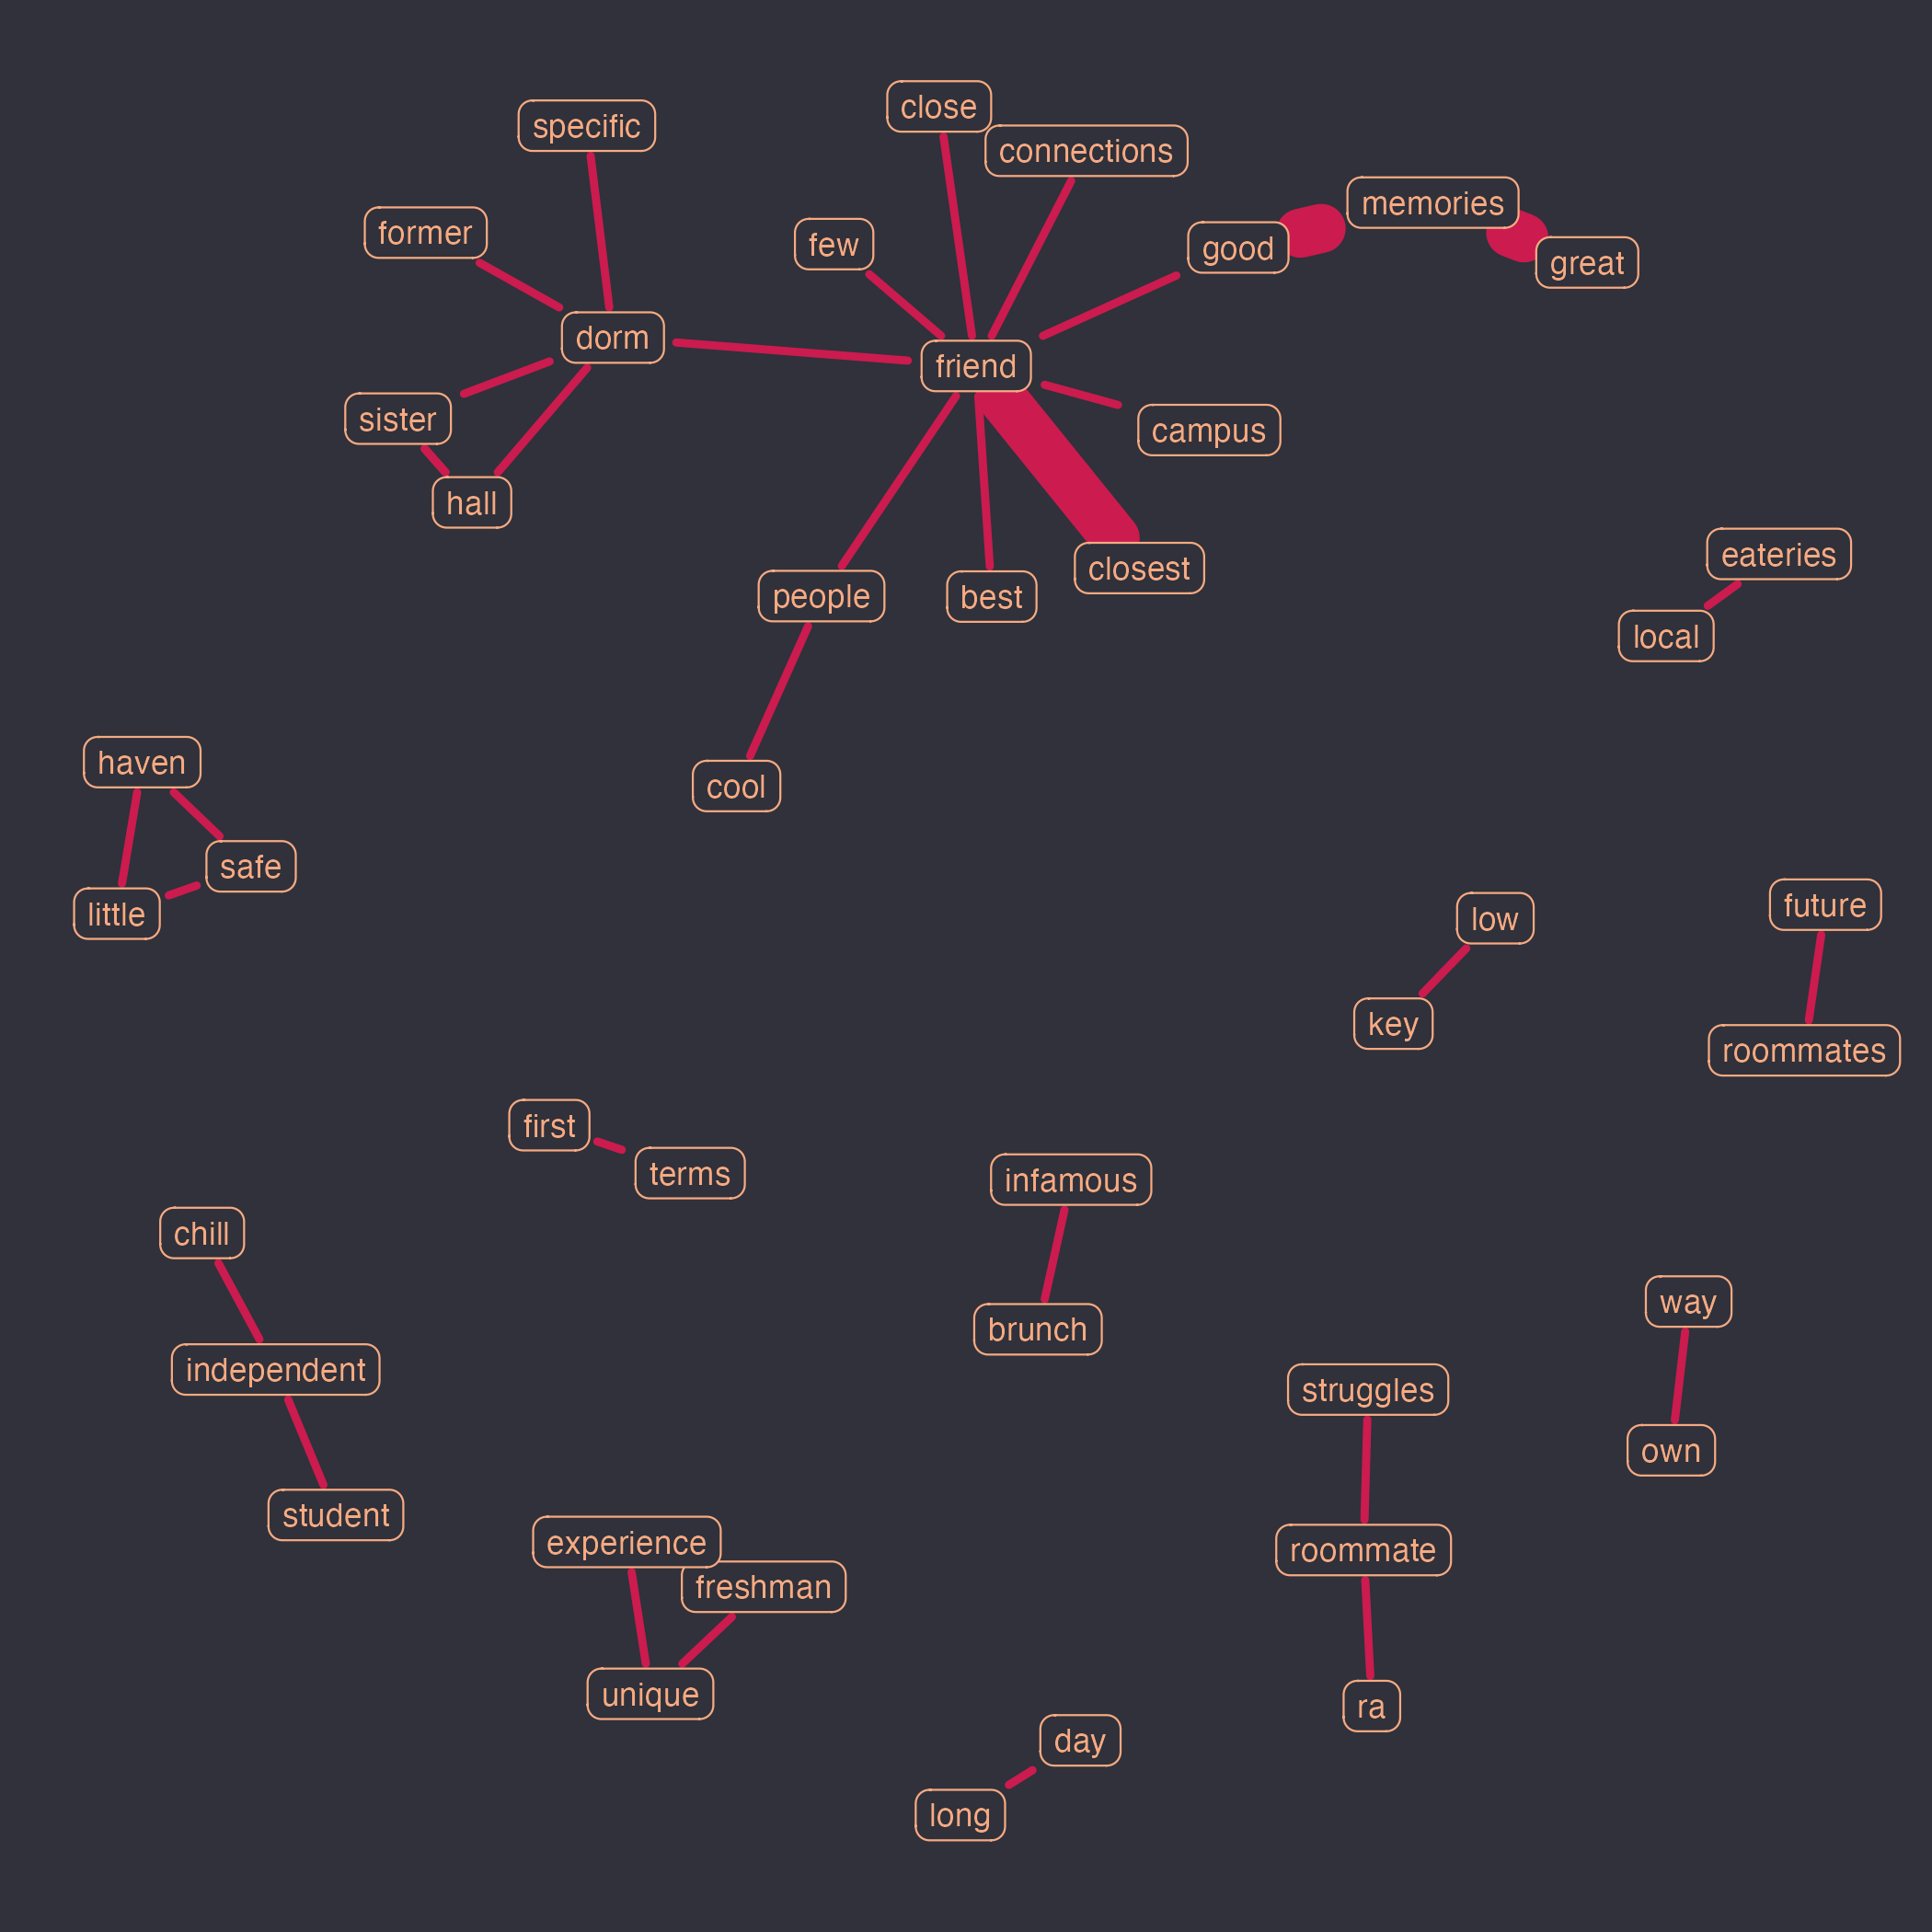 close
specific
connections
memories
former
few
good
great
dorm
friend
sister
campus
hall
eateries
closest
people
best
local
haven
cool
safe
little
low
future
key
roommates
first
terms
infamous
chill
way
brunch
independent
struggles
own
student
experience
roommate
freshman
unique
ra
day
long